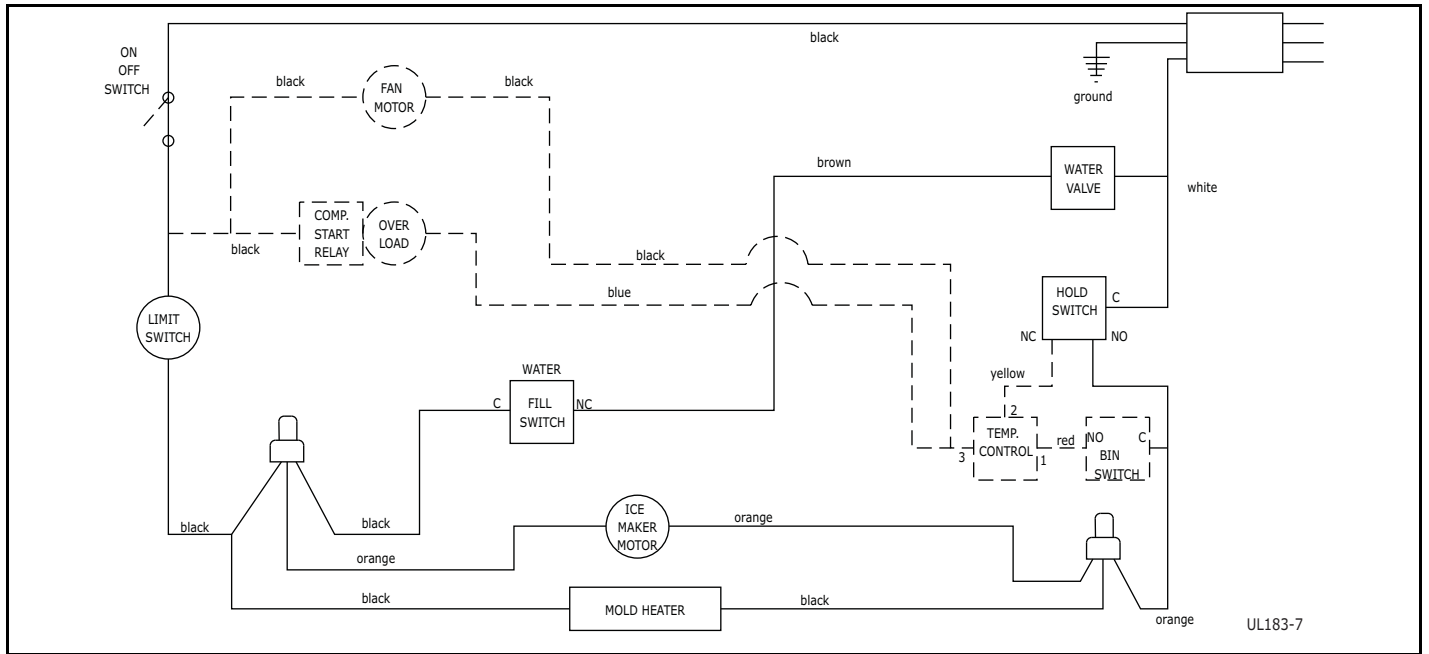 black
ON
OFF
SWITCH
black
FAN
MOTOR
black
ground
brown
WATER
VALVE
white
COMP.
START
RELAY
OVER
LOAD
black
black
blue
HOLD
SWITCH
C
NC
NO
LIMIT
SWITCH
yellow
WATER
C
FILL
SWITCH
NC
2
TEMP.
CONTROL
3
1
red
NO
C
BIN
SWITCH
black
black
ICE
MAKER
MOTOR
orange
orange
black
MOLD HEATER
black
orange
UL183-7